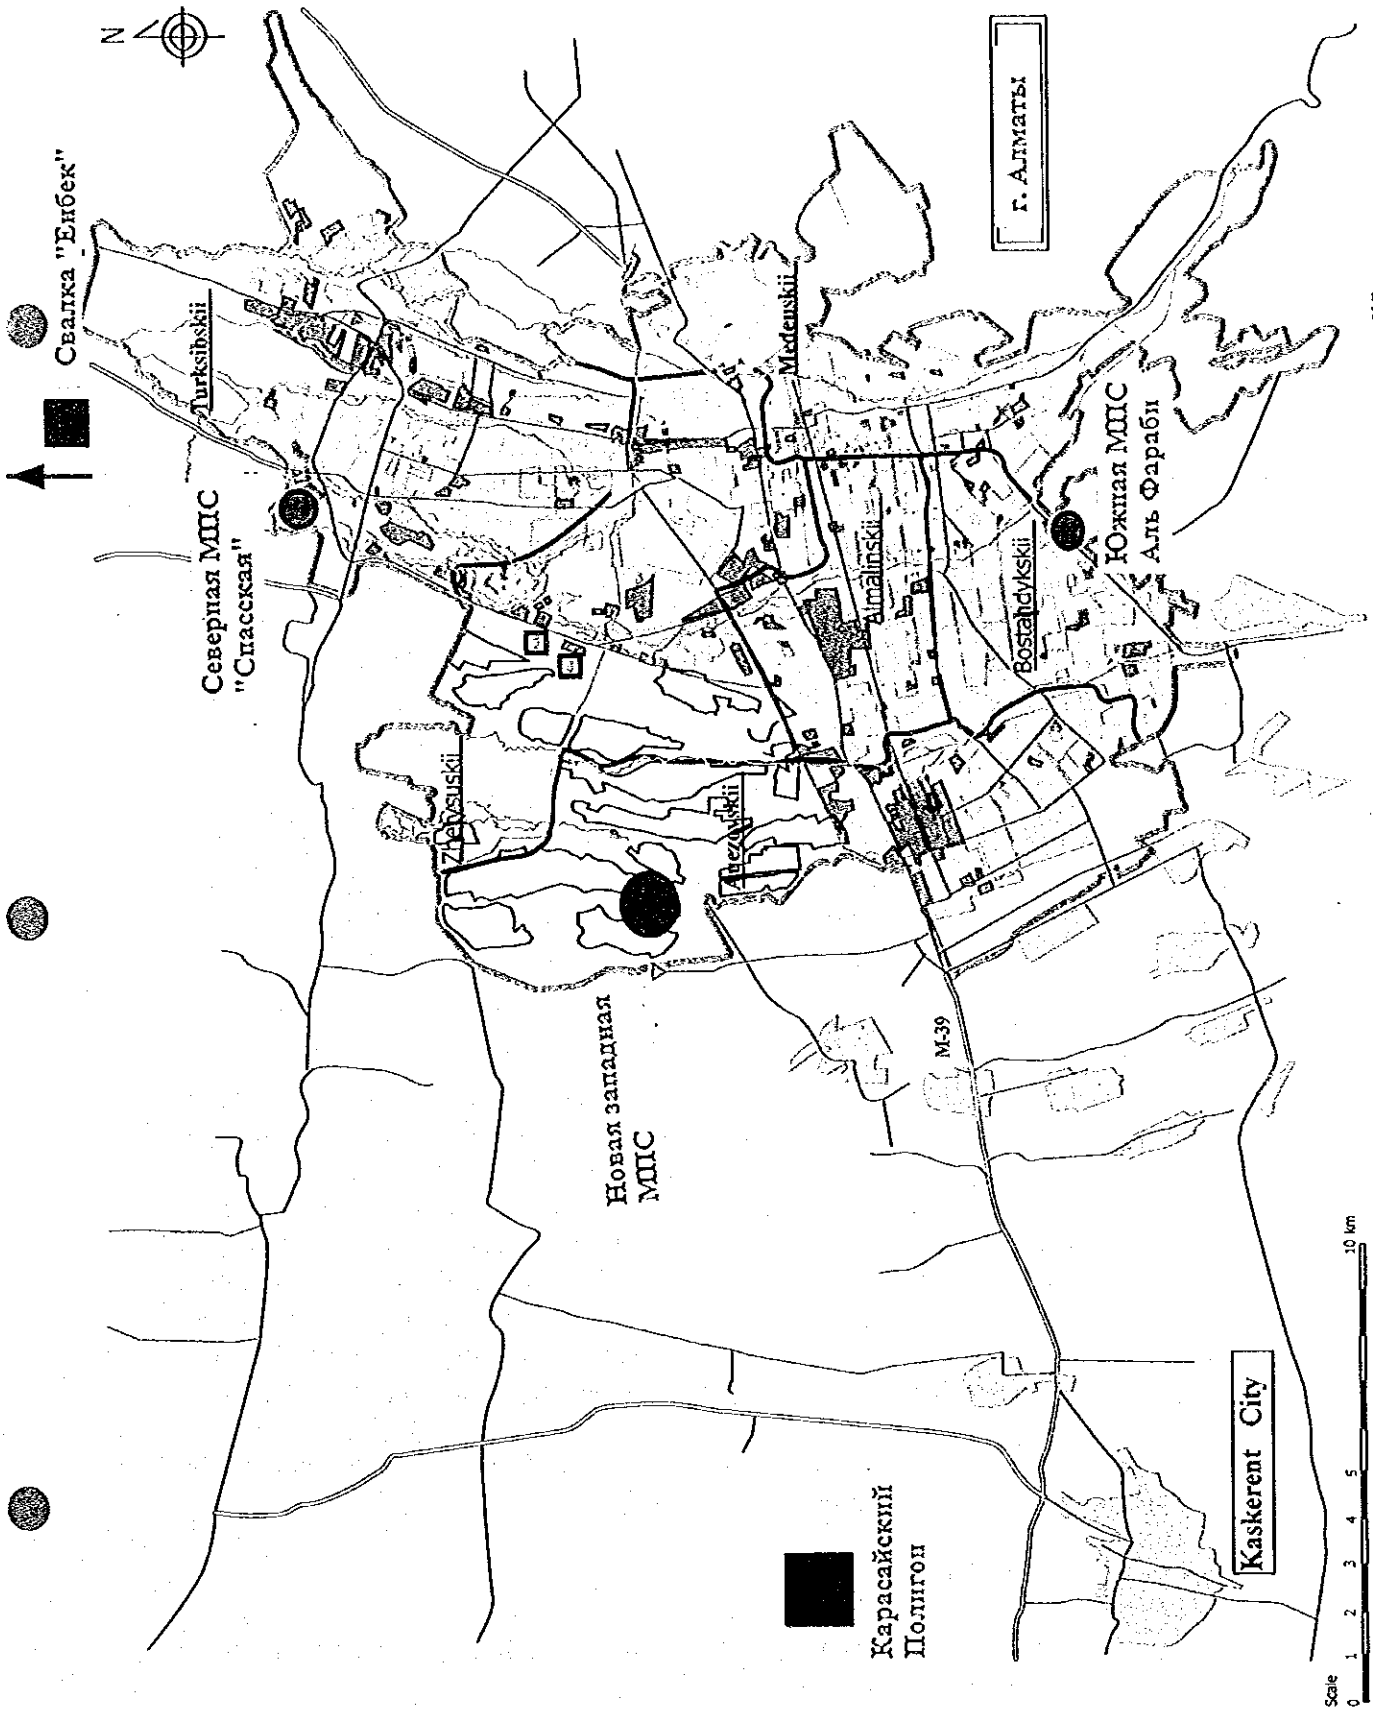 N
Свалка "Енбек"
Turksibskii
Северная МПС
"Спасская"
г. Алматы
Medeuskii
Zhetysuskii
Auezovskii
Almalinskii
Bostandykskii
Южная МПС
Аль Фараби
Новая западная
МПС
M-39
Карасайский
Полигон
Kaskerent City
Scale
0 1 2 3 4 5 10 km